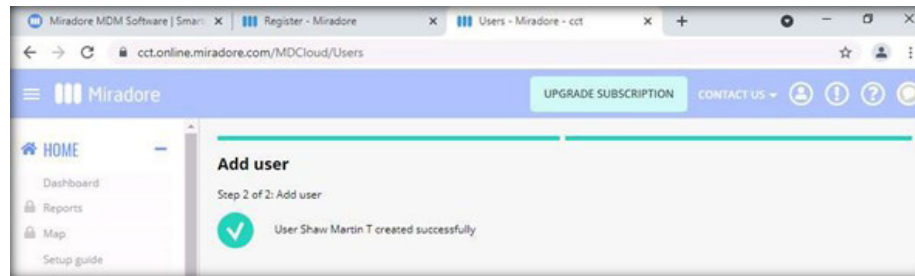 Miradore MDM Software | Smar
Register - Miradore
Users - Miradore - cct
cct.online.miradore.com/MDCloud/Users
Miradore
UPGRADE SUBSCRIPTION
CONTACT US
HOME
Dashboard
Reports
Map
Setup guide
Add user
Step 2 of 2: Add user
User Shaw Martin T created successfully